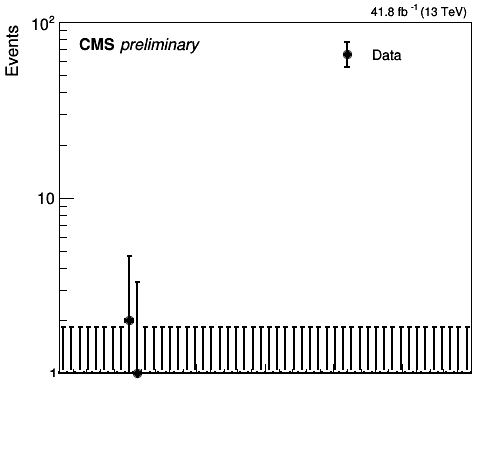 41.8 fb -1 (13 TeV)
10²
Events
CMS preliminary
Data
10
1